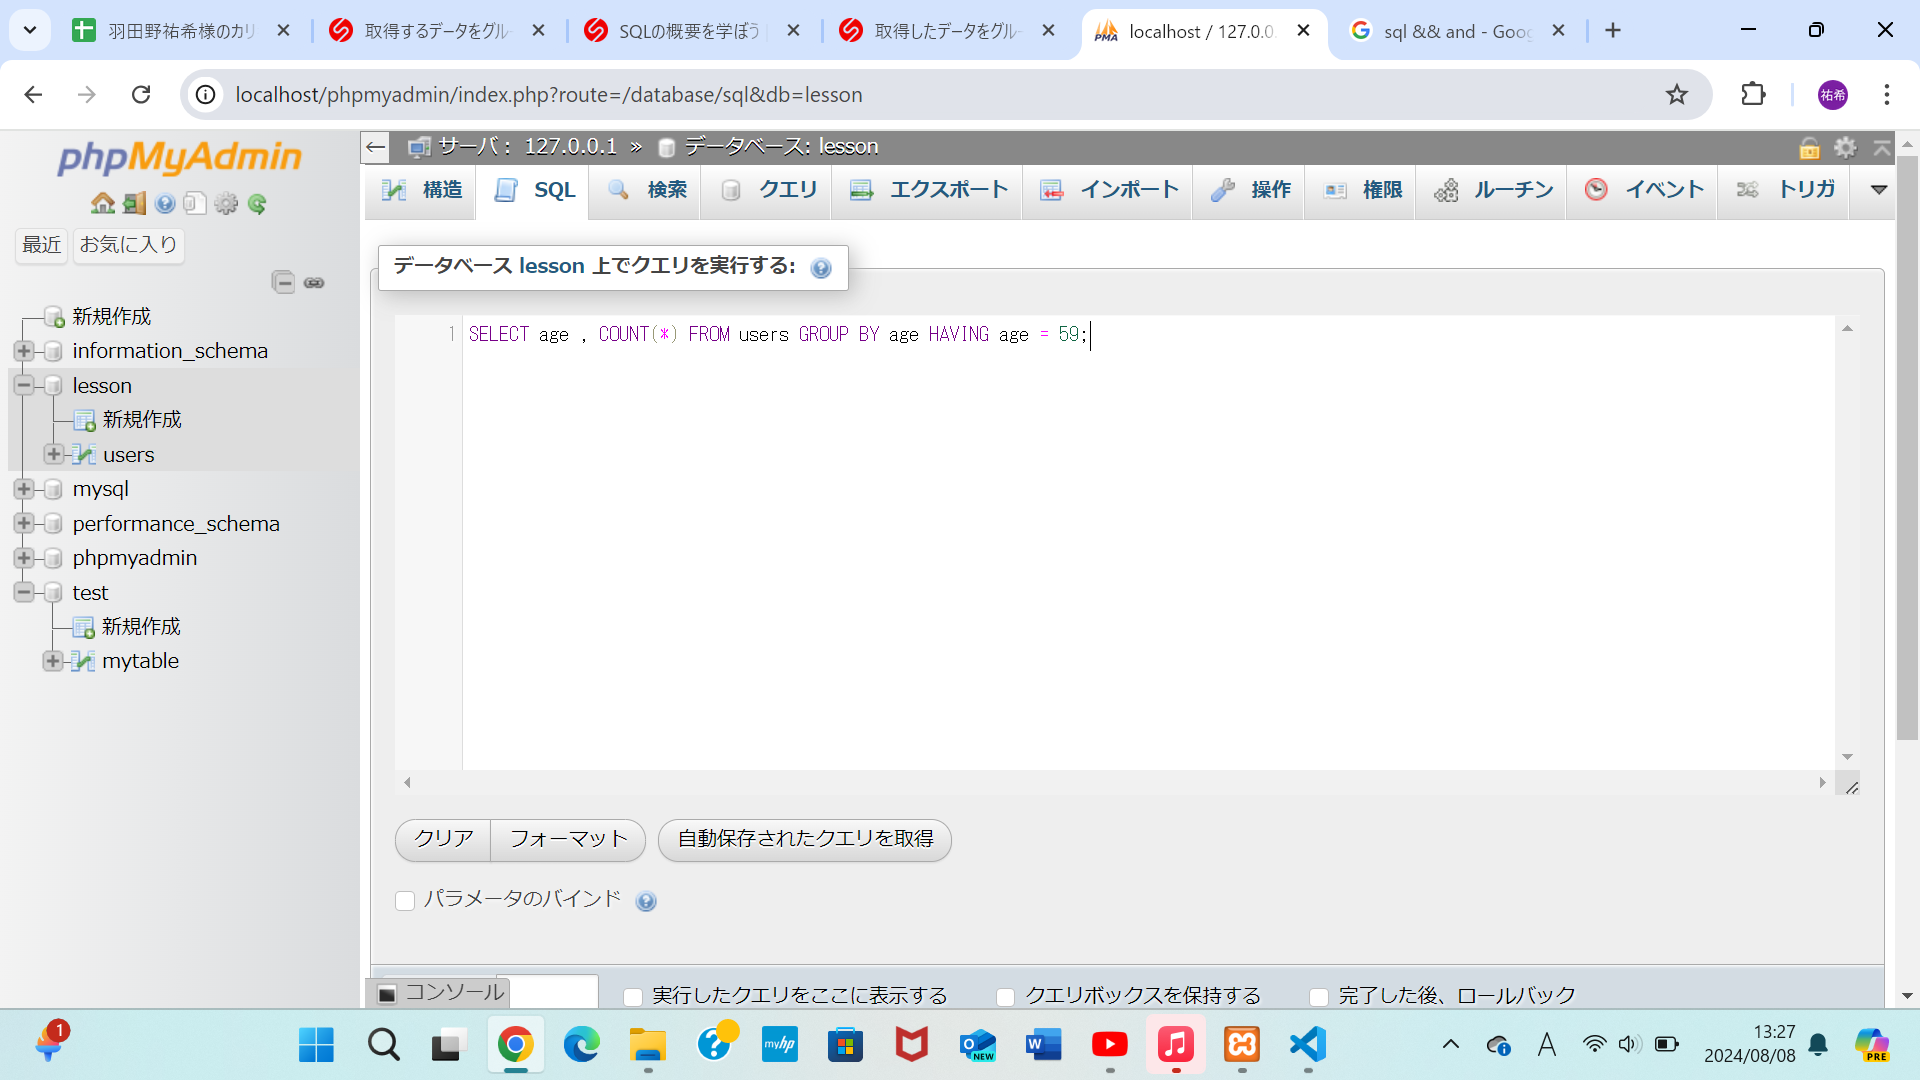 羽田野祐希様のカリ
取得するデータをグルー
SQLの概要を学ぼう
取得したデータをグルー
localhost / 127.0.0.
sql && and - Goog
localhost/phpmyadmin/index.php?route=/database/sql&db=lesson
祐希
phpMyAdmin
最近
お気に入り
新規作成
information_schema
lesson
新規作成
users
mysql
performance_schema
phpmyadmin
test
新規作成
mytable
サーバ: 127.0.0.1 » データベース: lesson
構造
SQL
検索
クエリ
エクスポート
インポート
操作
権限
ルーチン
イベント
トリガ
データベース lesson 上でクエリを実行する:
1 SELECT age , COUNT(*) FROM users GROUP BY age HAVING age = 59;
クリア
フォーマット
自動保存されたクエリを取得
パラメータのバインド
コンソール
実行したクエリをここに表示する
クエリボックスを保持する
完了した後、ロールバック
1
myhp
NEW
A
13:27
2024/08/08
PRE